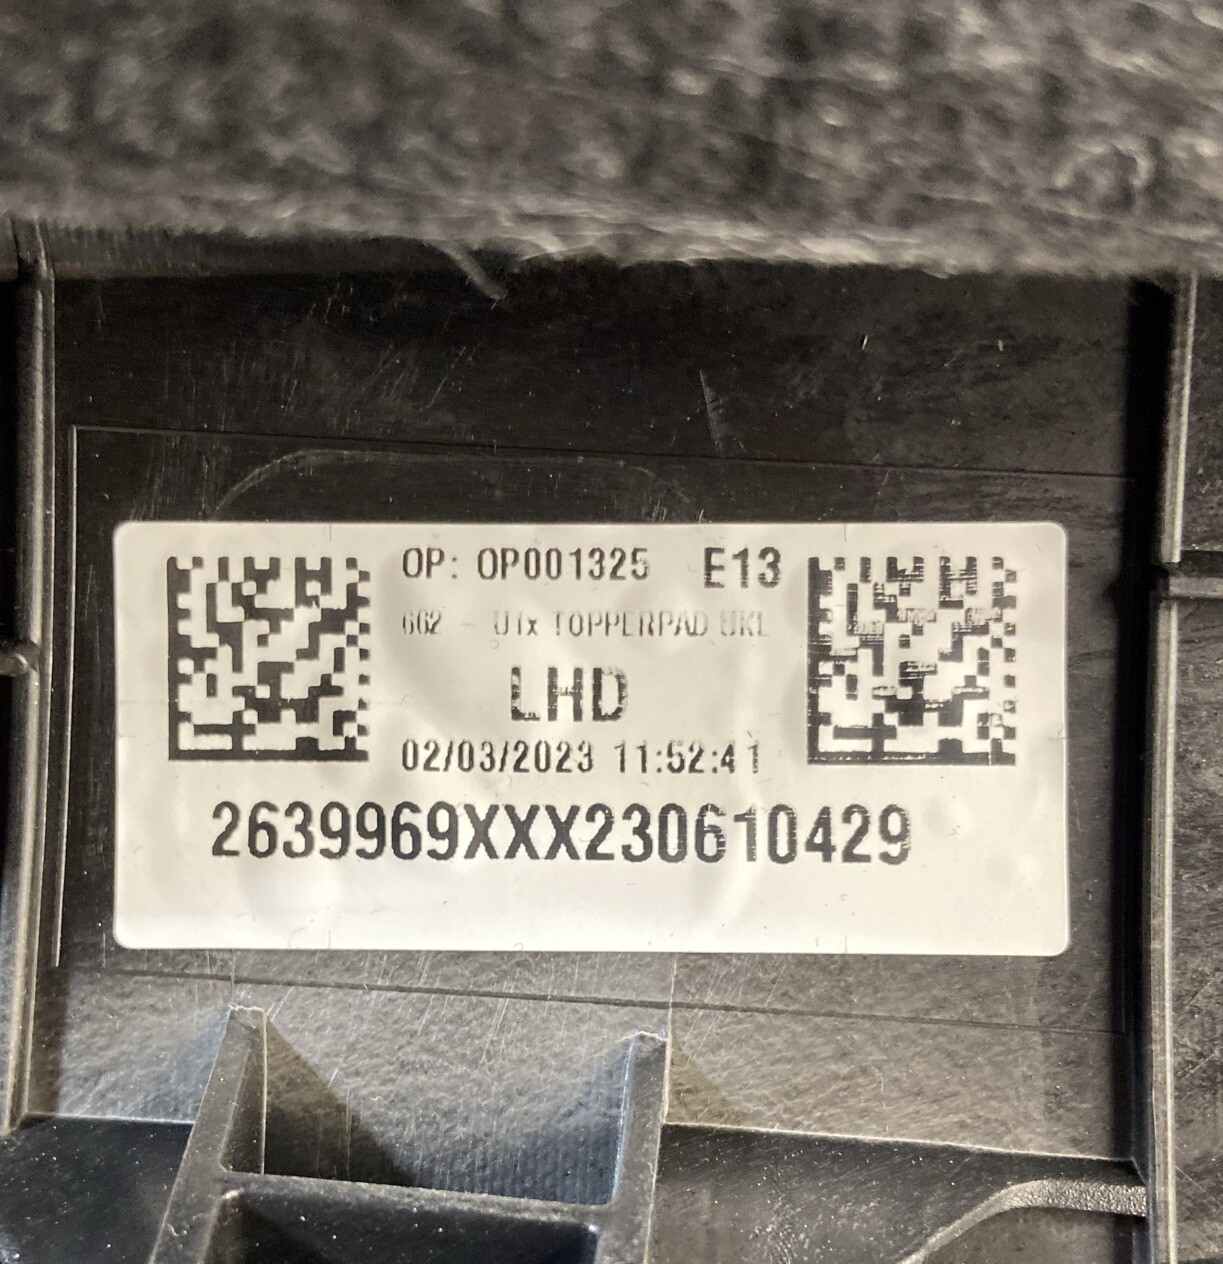 OP: OP001325 E13
662 - U1x TOPPERPAD UKL
LHD
02/03/2023 11:52:41
2639969XXX230610429